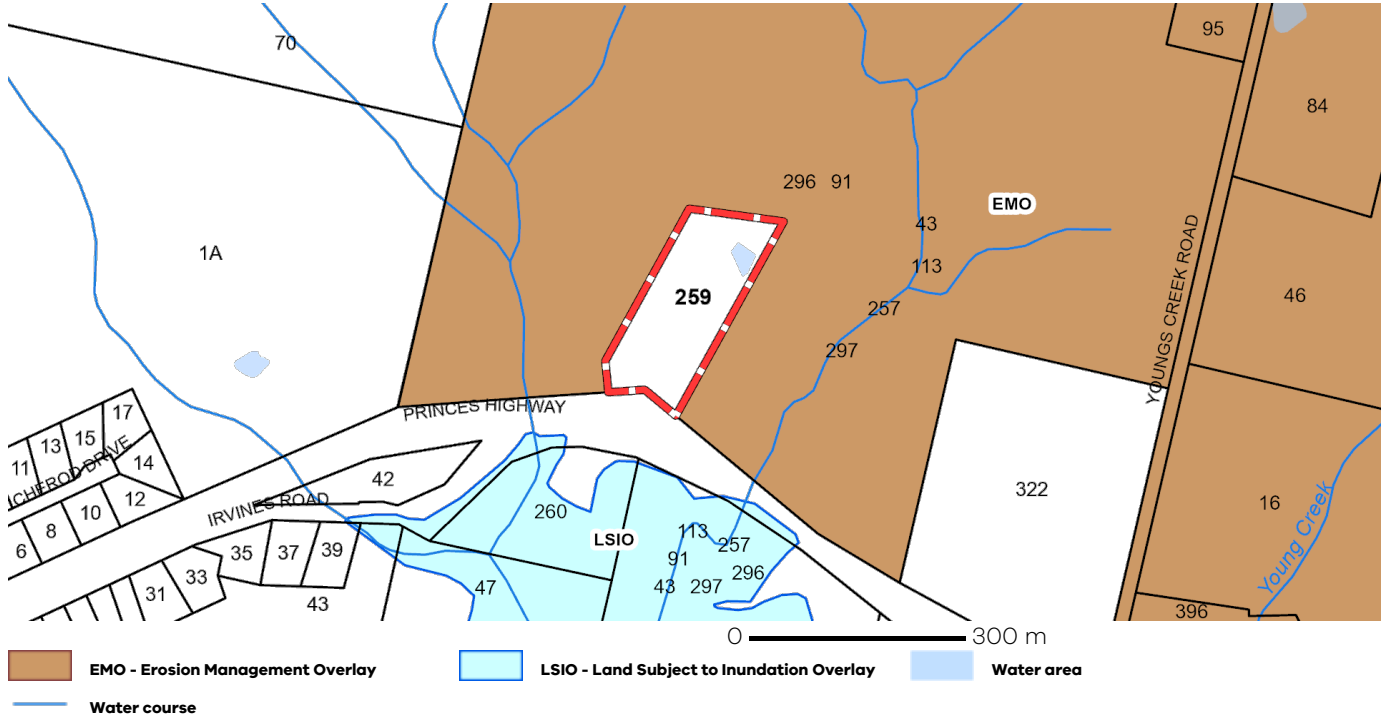 70
95
84
296 91
EMO
43
1A
113
259
46
257
YOUNGS CREEK ROAD
297
PRINCES HIGHWAY
17
15
13
11
ACHEROD DRIVE
14
12
10
8
6
42
IRVINES ROAD
322
16
Young Creek
260
LSIO
113
257
91
296
43 297
35
37
39
33
31
43
47
396
0 300 m
EMO - Erosion Management Overlay
LSIO - Land Subject to Inundation Overlay
Water area
Water course